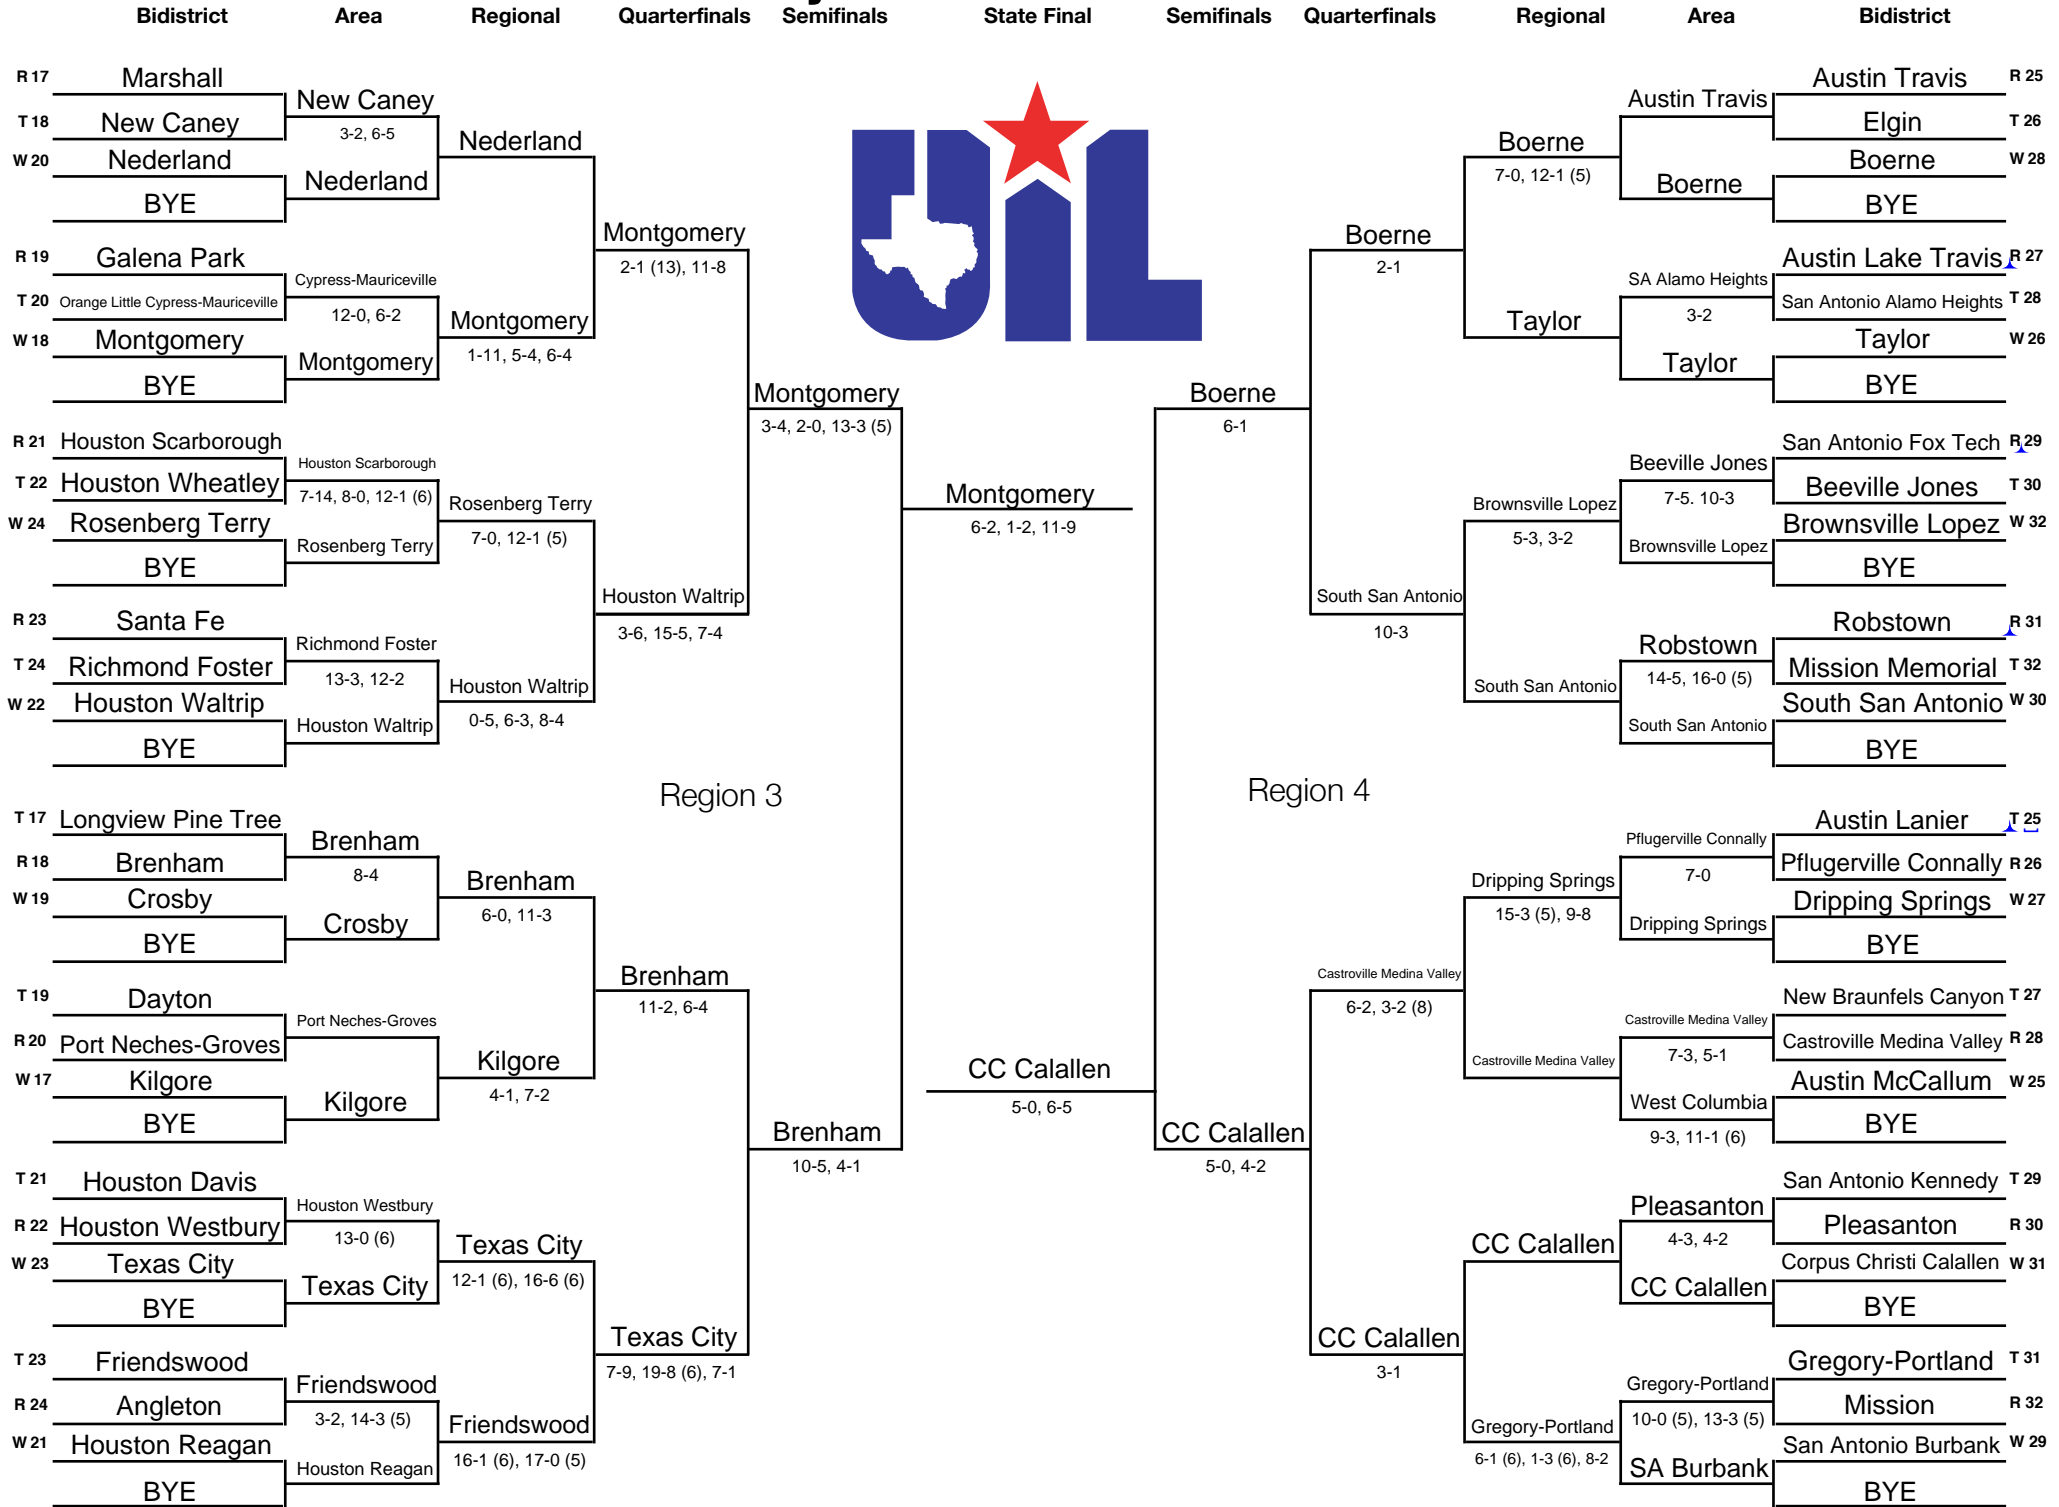 Bidistrict Area Regional Quarterfinals Semifinals State Final Semifinals Quarterfinals Regional Area Bidistrict
R 17 Marshall
New Caney
T 18 New Caney
3-2, 6-5
Nederland
W 20 Nederland
Nederland
BYE
Montgomery
2-1 (13), 11-8
R 19 Galena Park
Cypress-Mauriceville
T 20 Orange Little Cypress-Mauriceville
12-0, 6-2
Montgomery
W 18 Montgomery
1-11, 5-4, 6-4
Montgomery
BYE
Montgomery
3-4, 2-0, 13-3 (5)
R 21 Houston Scarborough
Houston Scarborough
T 22 Houston Wheatley
7-14, 8-0, 12-1 (6)
Rosenberg Terry
W 24 Rosenberg Terry
7-0, 12-1 (5)
Rosenberg Terry
BYE
Houston Waltrip
3-6, 15-5, 7-4
R 23 Santa Fe
Richmond Foster
T 24 Richmond Foster
13-3, 12-2
Houston Waltrip
W 22 Houston Waltrip
0-5, 6-3, 8-4
Houston Waltrip
BYE
Region 3
T 17 Longview Pine Tree
Brenham
R 18 Brenham
8-4
Brenham
W 19 Crosby
6-0, 11-3
Crosby
BYE
Brenham
11-2, 6-4
T 19 Dayton
Port Neches-Groves
R 20 Port Neches-Groves
Kilgore
W 17 Kilgore
4-1, 7-2
Kilgore
BYE
Brenham
10-5, 4-1
T 21 Houston Davis
Houston Westbury
R 22 Houston Westbury
13-0 (6)
Texas City
W 23 Texas City
12-1 (6), 16-6 (6)
Texas City
BYE
Texas City
7-9, 19-8 (6), 7-1
T 23 Friendswood
Friendswood
R 24 Angleton
3-2, 14-3 (5)
Friendswood
W 21 Houston Reagan
16-1 (6), 17-0 (5)
Houston Reagan
BYE
UIL
Montgomery
6-2, 1-2, 11-9
CC Calallen
5-0, 6-5
Austin Travis R 25
Austin Travis
Elgin T 26
Boerne
Boerne W 28
7-0, 12-1 (5)
Boerne
BYE
Boerne
2-1
Austin Lake Travis R 27
SA Alamo Heights
San Antonio Alamo Heights T 28
3-2
Taylor
Taylor W 26
Taylor
BYE
Boerne
6-1
San Antonio Fox Tech R 29
Beeville Jones
Beeville Jones T 30
7-5. 10-3
Brownsville Lopez
Brownsville Lopez W 32
5-3, 3-2
Brownsville Lopez
BYE
South San Antonio
10-3
Robstown R 31
Robstown
Mission Memorial T 32
14-5, 16-0 (5)
South San Antonio
South San Antonio W 30
South San Antonio
BYE
Region 4
Austin Lanier T 25
Pflugerville Connally
Pflugerville Connally R 26
7-0
Dripping Springs
Dripping Springs W 27
15-3 (5), 9-8
Dripping Springs
BYE
Castroville Medina Valley
6-2, 3-2 (8)
New Braunfels Canyon T 27
Castroville Medina Valley
Castroville Medina Valley R 28
7-3, 5-1
Castroville Medina Valley
Austin McCallum W 25
West Columbia
BYE
9-3, 11-1 (6)
CC Calallen
5-0, 4-2
San Antonio Kennedy T 29
Pleasanton
Pleasanton R 30
4-3, 4-2
CC Calallen
Corpus Christi Calallen W 31
CC Calallen
BYE
CC Calallen
3-1
Gregory-Portland T 31
Gregory-Portland
Mission R 32
10-0 (5), 13-3 (5)
Gregory-Portland
San Antonio Burbank W 29
6-1 (6), 1-3 (6), 8-2
SA Burbank
BYE